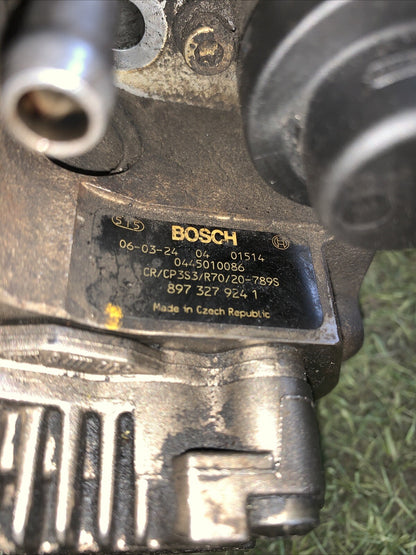 515 BOSCH
06-03-24 04 01514
0445010086
CR/CP3S3/R70/20-789S
897 327 924 1
Made in Czech Republic